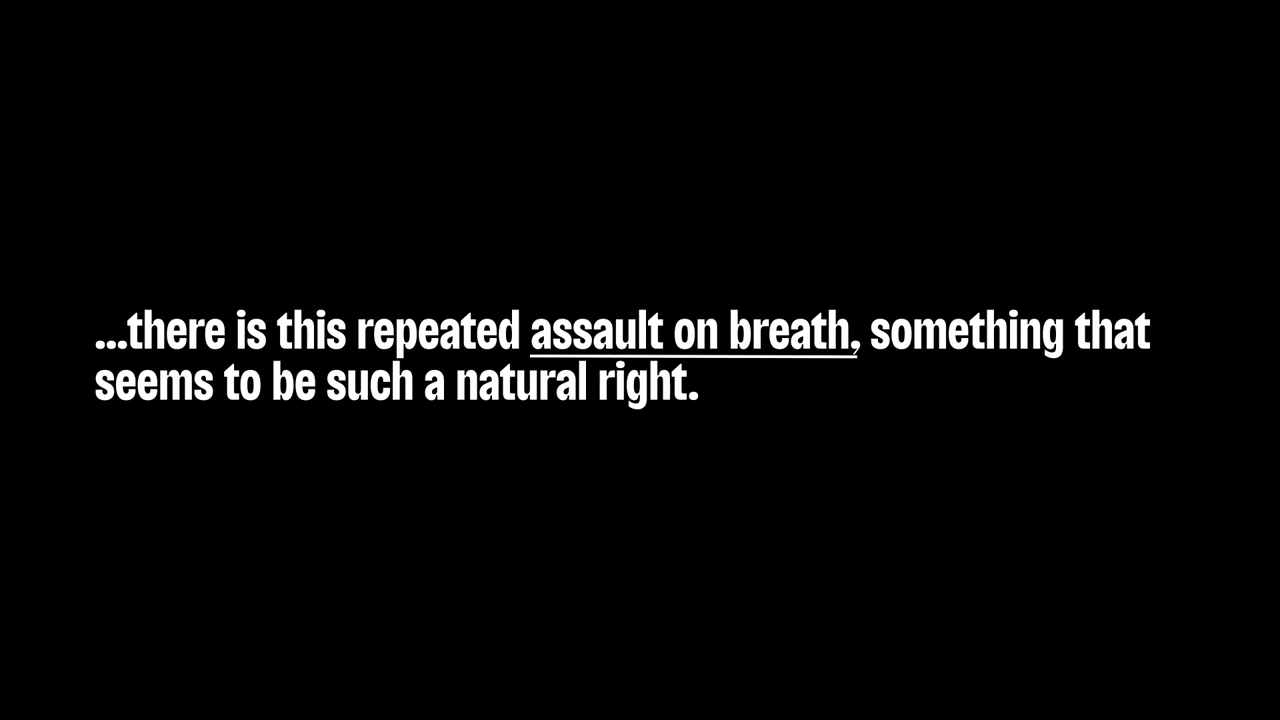 ...there is this repeated assault on breath, something that
seems to be such a natural right.